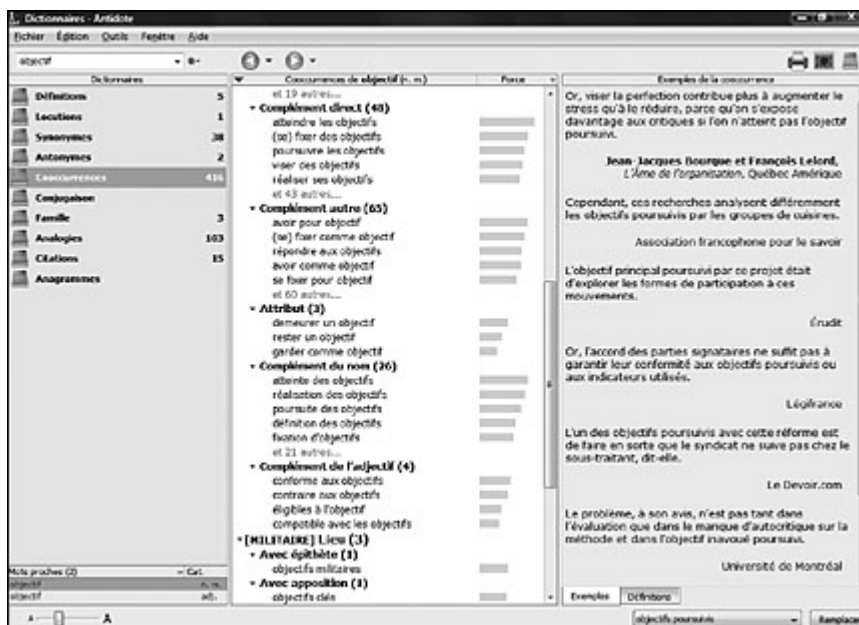 Dictionnaires - Antidote
Fichier Édition Outils Fenêtre Aide
objectif
Dictionnaires
Définitions 5
Locutions 1
Synonymes 38
Antonymes 2
Cooccurrences 416
Conjugaison
Famille 3
Analogies 103
Citations 15
Anagrammes
Mots proches (2) Cat.
objectif n. m.
objectif adj.
A A
Cooccurrences de objectif (n. m.) Force
et 19 autres...
Complément direct (48)
atteindre les objectifs
(se) fixer des objectifs
poursuivre les objectifs
viser des objectifs
réaliser ses objectifs
et 43 autres...
Complément autre (65)
avoir pour objectif
(se) fixer comme objectif
répondre aux objectifs
avoir comme objectif
se fixer pour objectif
et 60 autres...
Attribut (3)
demeurer un objectif
rester un objectif
garder comme objectif
Complément du nom (26)
atteinte des objectifs
réalisation des objectifs
poursuite des objectifs
définition des objectifs
fixation d'objectifs
et 21 autres...
Complément de l'adjectif (4)
conforme aux objectifs
contraire aux objectifs
éligibles à l'objectif
compatible avec les objectifs
[MILITAIRE] Lieu (3)
Avec épithète (1)
objectifs militaires
Avec apposition (1)
objectifs clés
Exemples de la cooccurrence
Or, viser la perfection contribue plus à augmenter le
stress qu'à le réduire, parce qu'on s'expose
davantage aux critiques si l'on n'atteint pas l'objectif
poursuivi.
Jean-Jacques Bourque et François Lelord,
L'Âme de l'organisation, Québec Amérique
Cependant, ces recherches analysent différemment
les objectifs poursuivis par les groupes de cuisines.
Association francophone pour le savoir
L'objectif principal poursuivi par ce projet était
d'explorer les formes de participation à ces
mouvements.
Érudit
Or, l'accord des parties signataires ne suffit pas à
garantir leur conformité aux objectifs poursuivis ou
aux indicateurs utilisés.
Légifrance
L'un des objectifs poursuivis avec cette réforme est
de faire en sorte que le syndicat ne suive pas chez le
sous-traitant, dit-elle.
Le Devoir.com
Le problème, à son avis, n'est pas tant dans
l'évaluation que dans le manque d'autocritique sur la
méthode et dans l'objectif inavoué poursuivi.
Université de Montréal
Exemples Définitions
objectifs poursuivis Remplace